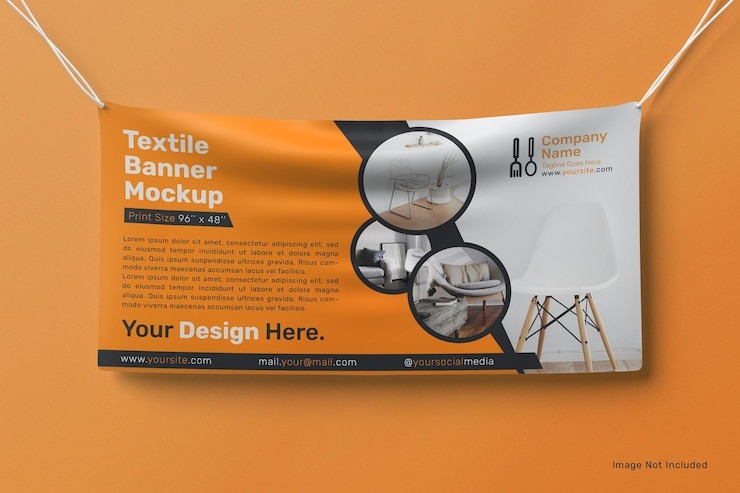 Textile
Banner
Mockup
Print Size 96'' x 48''
Lorem ipsum dolor sit amet, consectetur adipiscing elit, sed
do eiusmod tempor incididunt ut labore et dolore magna
aliqua. Quis ipsum suspendisse ultrices gravida. Risus com-
modo viverra maecenas accumsan lacus vel facilisis.
Lorem ipsum dolor sit amet, consectetur adipiscing elit, sed
do eiusmod tempor incididunt ut labore et dolore magna
aliqua. Quis ipsum suspendisse ultrices gravida. Risus com-
modo viverra maecenas accumsan lacus vel facilisis.
Your Design Here.
www.yoursite.com
mail.your@mail.com
@yoursocialmedia
Company
Name
Tagline Goes Here
www.yoursite.com
Image Not Included